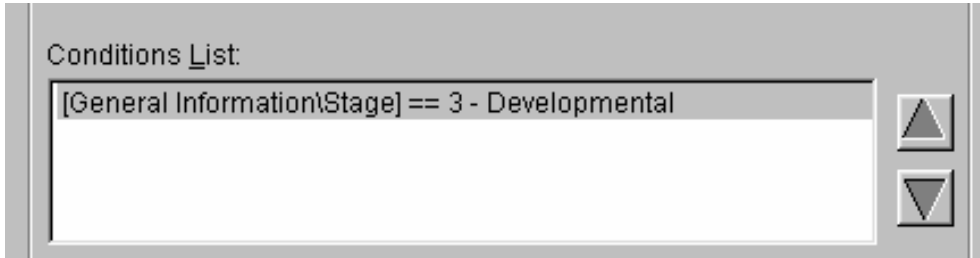 Conditions List:
[General Information\Stage] == 3 - Developmental